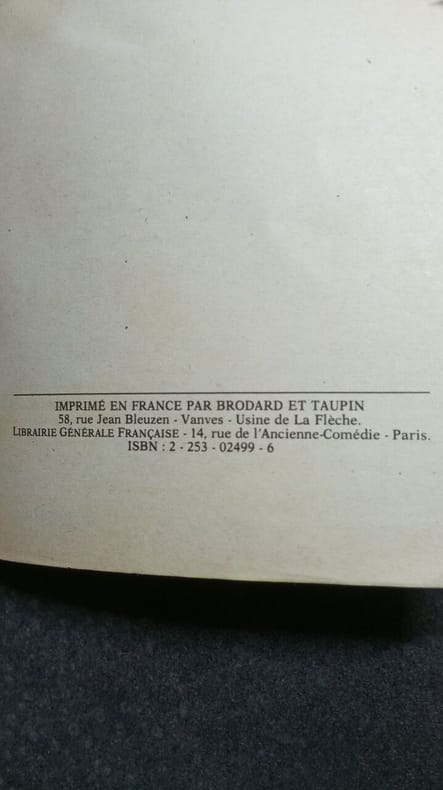 IMPRIMÉ EN FRANCE PAR BRODARD ET TAUPIN
58, rue Jean Bleuzen - Vanves - Usine de La Flèche.
LIBRAIRIE GÉNÉRALE FRANÇAISE - 14, rue de l'Ancienne-Comédie - Paris.
ISBN : 2 - 253 - 02499 - 6